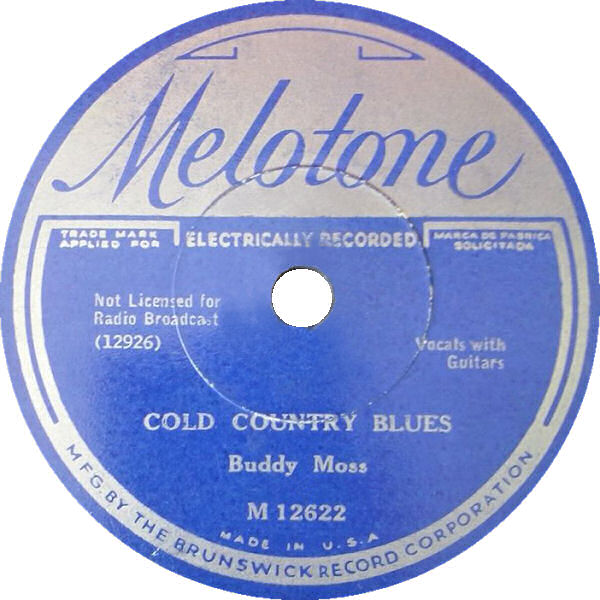 Melotone
TRADE MARK
APPLIED FOR
ELECTRICALLY RECORDED
MARCA DE FABRICA
SOLICITADA
Not Licensed for
Radio Broadcast
(12926)
Vocals with
Guitars
COLD COUNTRY BLUES
Buddy Moss
M 12622
MADE IN U.S.A
MFG. BY THE BRUNSWICK RECORD CORPORATION